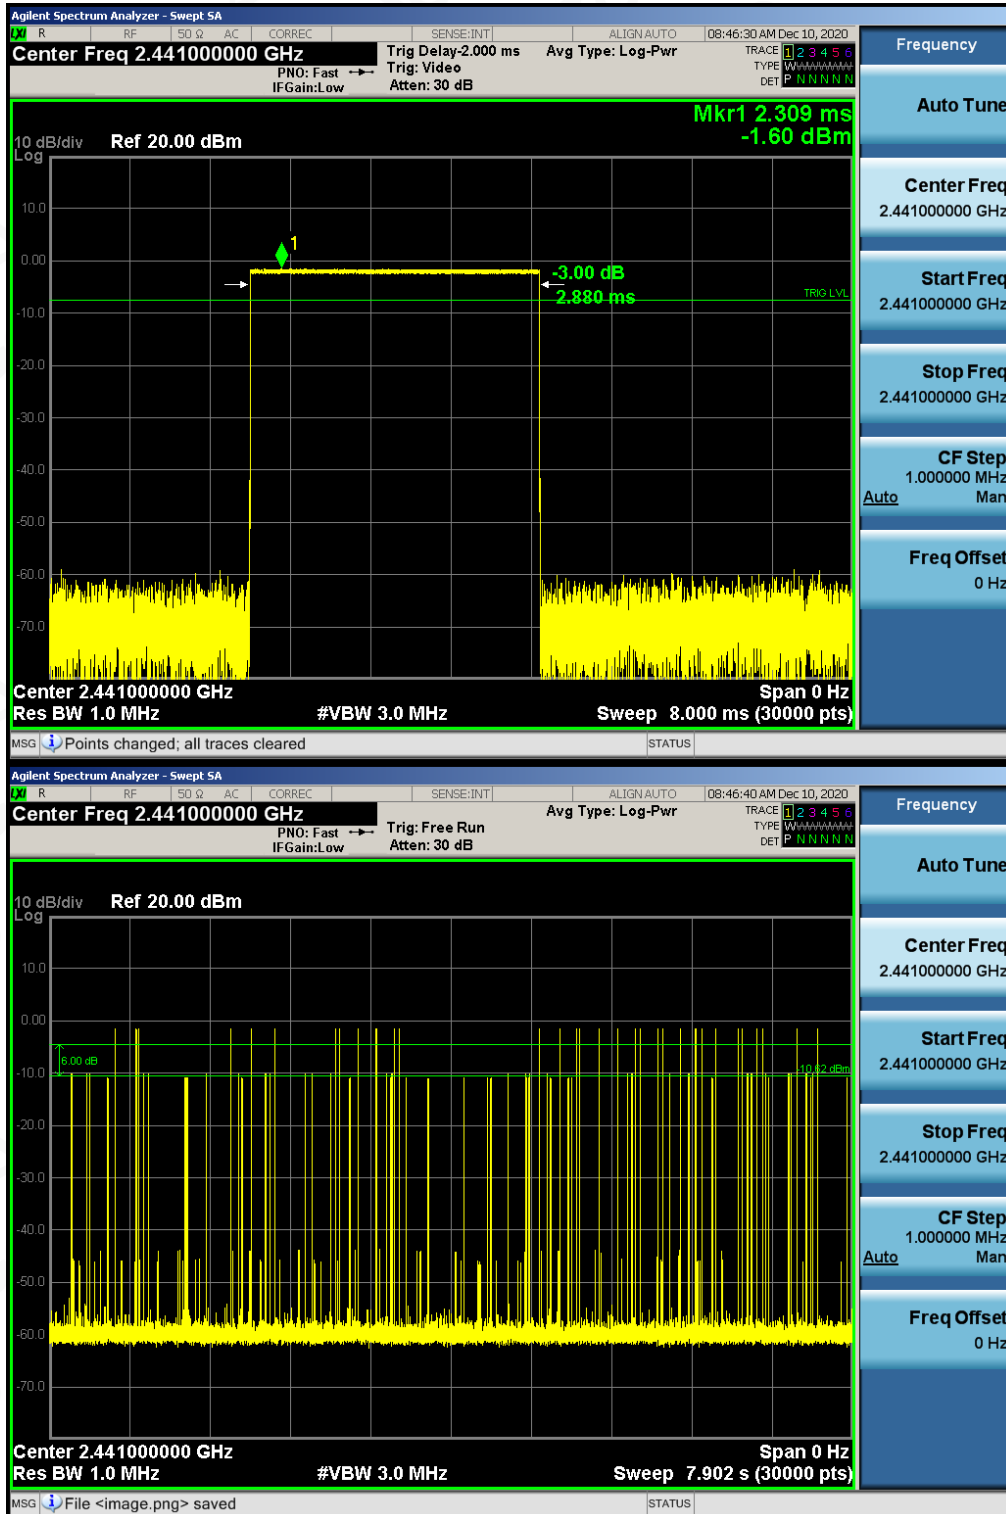 Agilent Spectrum Analyzer - Swept SA
LXI R RF 50 Ω AC CORREC SENSE:INT ALIGN AUTO 08:46:30 AM Dec 10, 2020
Center Freq 2.441000000 GHz
PNO: Fast
IFGain:Low
Trig Delay-2.000 ms
Trig: Video
Atten: 30 dB
Avg Type: Log-Pwr
TRACE 1 2 3 4 5 6
TYPE WWWWWW
DET P N N N N N
Mkr1 2.309 ms
-1.60 dBm
10 dB/div Ref 20.00 dBm
Log
10.0
0.00
-10.0
-20.0
-30.0
-40.0
-50.0
-60.0
-70.0
1
-3.00 dB
2.880 ms
TRIG LVL
Center 2.441000000 GHz Span 0 Hz
Res BW 1.0 MHz #VBW 3.0 MHz Sweep 8.000 ms (30000 pts)
MSG Points changed; all traces cleared STATUS
Frequency
Auto Tune
Center Freq
2.441000000 GHz
Start Freq
2.441000000 GHz
Stop Freq
2.441000000 GHz
CF Step
1.000000 MHz
Auto Man
Freq Offset
0 Hz
Agilent Spectrum Analyzer - Swept SA
LXI R RF 50 Ω AC CORREC SENSE:INT ALIGN AUTO 08:46:40 AM Dec 10, 2020
Center Freq 2.441000000 GHz
PNO: Fast
IFGain:Low
Trig: Free Run
Atten: 30 dB
Avg Type: Log-Pwr
TRACE 1 2 3 4 5 6
TYPE WWWWWW
DET P N N N N N
10 dB/div Ref 20.00 dBm
Log
10.0
0.00
-10.0
-20.0
-30.0
-40.0
-50.0
-60.0
-70.0
6.00 dB
-10.62 dBm
Center 2.441000000 GHz Span 0 Hz
Res BW 1.0 MHz #VBW 3.0 MHz Sweep 7.902 s (30000 pts)
MSG File <image.png> saved STATUS
Frequency
Auto Tune
Center Freq
2.441000000 GHz
Start Freq
2.441000000 GHz
Stop Freq
2.441000000 GHz
CF Step
1.000000 MHz
Auto Man
Freq Offset
0 Hz